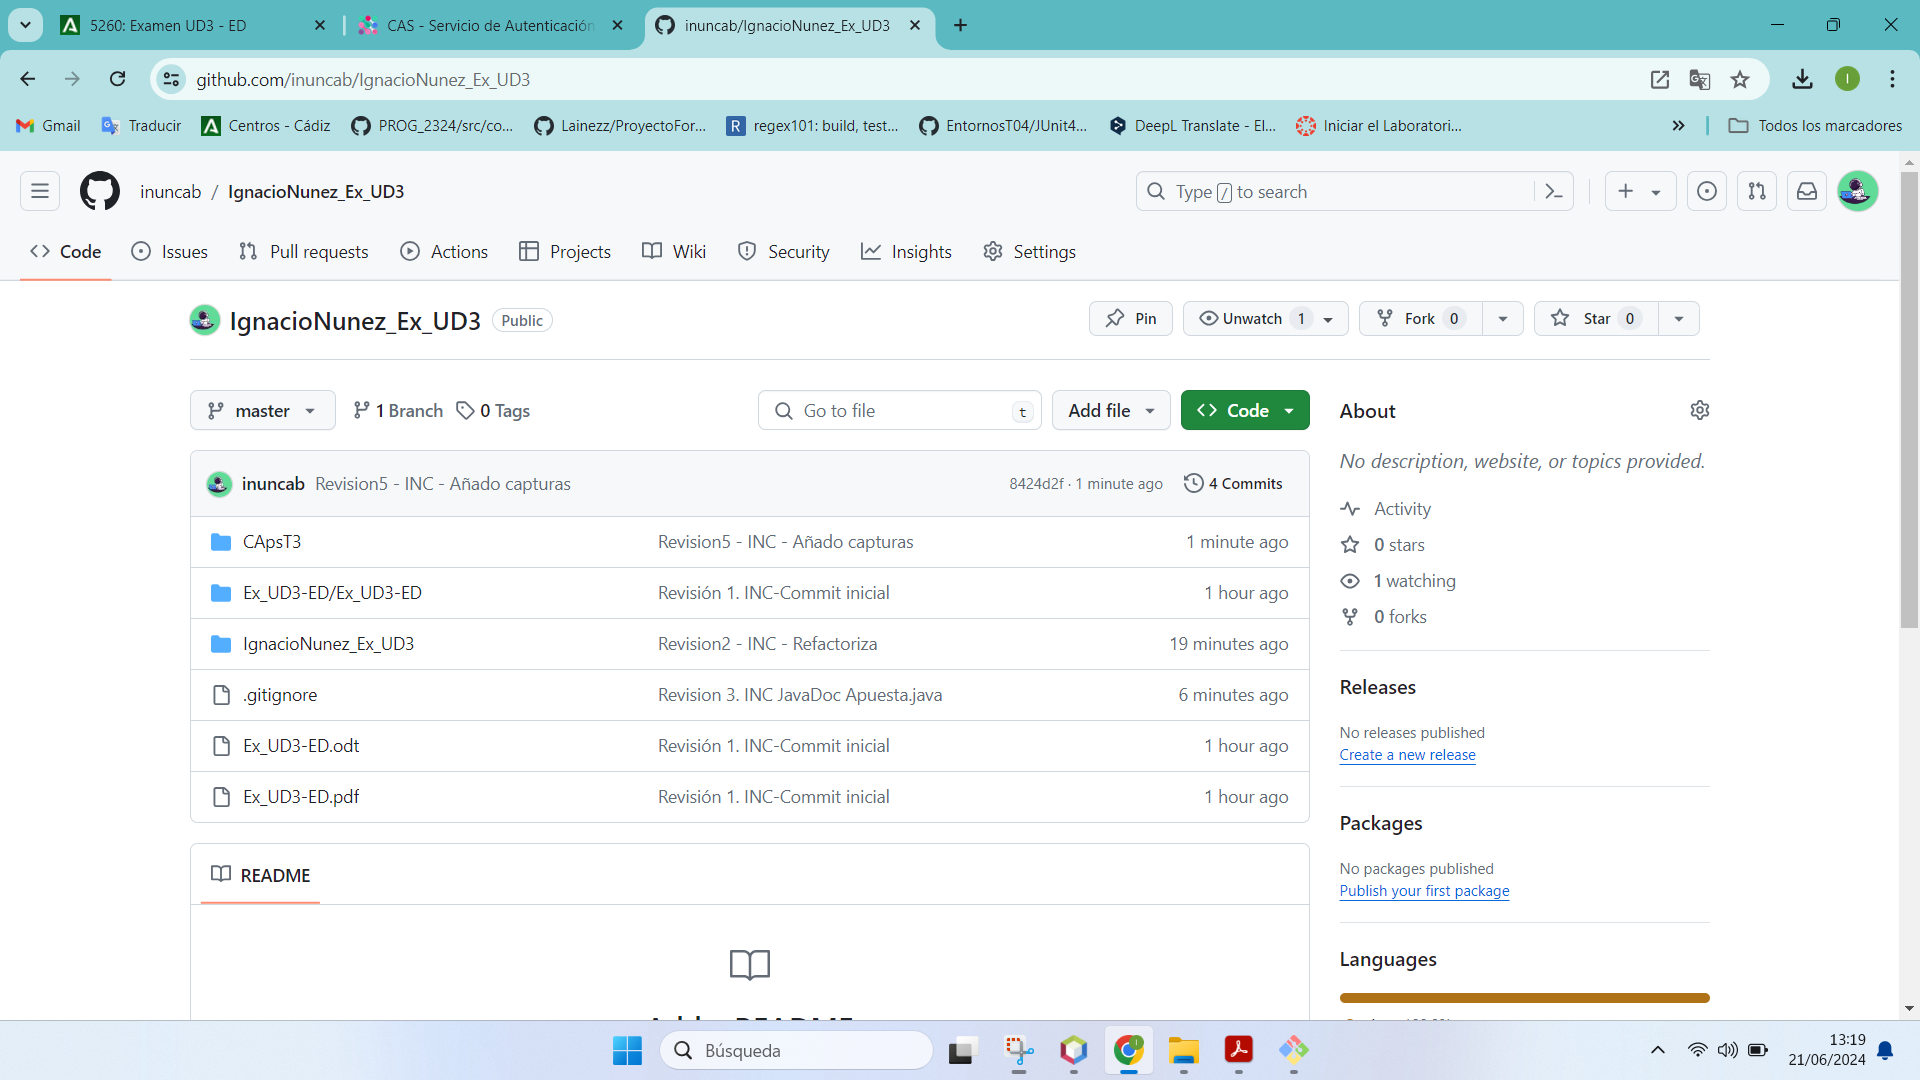 5260: Examen UD3 - ED
CAS - Servicio de Autenticación
inuncab/IgnacioNunez_Ex_UD3
github.com/inuncab/IgnacioNunez_Ex_UD3
I
Gmail
Traducir
Centros - Cádiz
PROG_2324/src/co...
Lainezz/ProyectoFor...
R
regex101: build, test...
EntornosT04/JUnit4...
DeepL Translate - El...
Iniciar el Laboratori...
Todos los marcadores
inuncab / IgnacioNunez_Ex_UD3
Type / to search
Code
Issues
Pull requests
Actions
Projects
Wiki
Security
Insights
Settings
IgnacioNunez_Ex_UD3 Public
Pin
Unwatch 1
Fork 0
Star 0
master
1 Branch
0 Tags
Go to file t
Add file
Code
inuncab Revision5 - INC - Añado capturas 8424d2f · 1 minute ago 4 Commits
CApsT3 Revision5 - INC - Añado capturas 1 minute ago
Ex_UD3-ED/Ex_UD3-ED Revisión 1. INC-Commit inicial 1 hour ago
IgnacioNunez_Ex_UD3 Revision2 - INC - Refactoriza 19 minutes ago
.gitignore Revision 3. INC JavaDoc Apuesta.java 6 minutes ago
Ex_UD3-ED.odt Revisión 1. INC-Commit inicial 1 hour ago
Ex_UD3-ED.pdf Revisión 1. INC-Commit inicial 1 hour ago
README
About
No description, website, or topics provided.
Activity
0 stars
1 watching
0 forks
Releases
No releases published
Create a new release
Packages
No packages published
Publish your first package
Languages
Búsqueda
13:19
21/06/2024